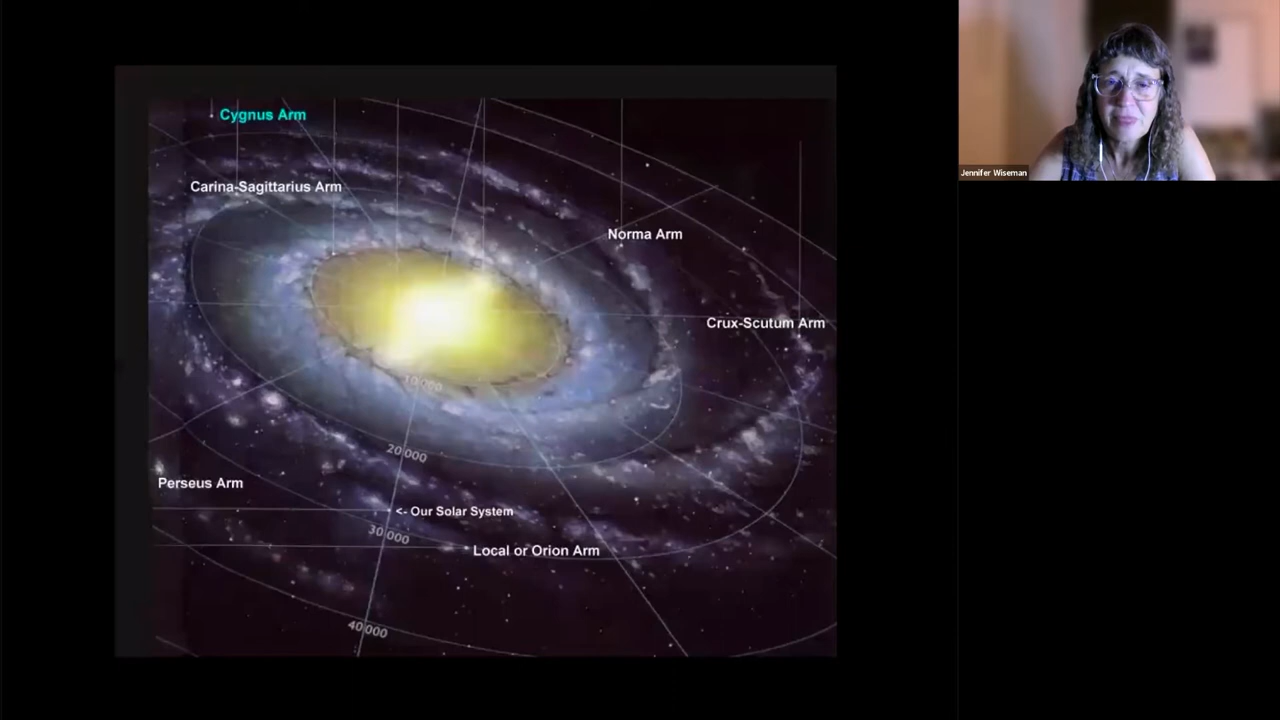 Cygnus Arm
Carina-Sagittarius Arm
Jennifer Wiseman
Norma Arm
Crux-Scutum Arm
10 000
20 000
Perseus Arm
<- Our Solar System
30 000
Local or Orion Arm
40 000